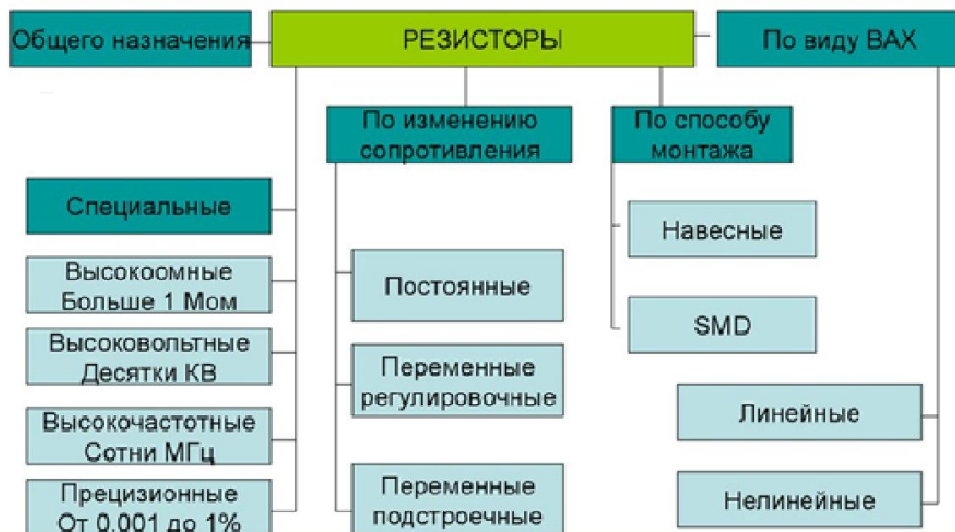 Общего назначения
РЕЗИСТОРЫ
По виду ВАХ
По изменению
сопротивления
По способу
монтажа
Специальные
Высокоомные
Больше 1 Мом
Высоковольтные
Десятки КВ
Высокочастотные
Сотни МГц
Прецизионные
От 0.001 до 1%
Постоянные
Переменные
регулировочные
Переменные
подстроечные
Навесные
SMD
Линейные
Нелинейные